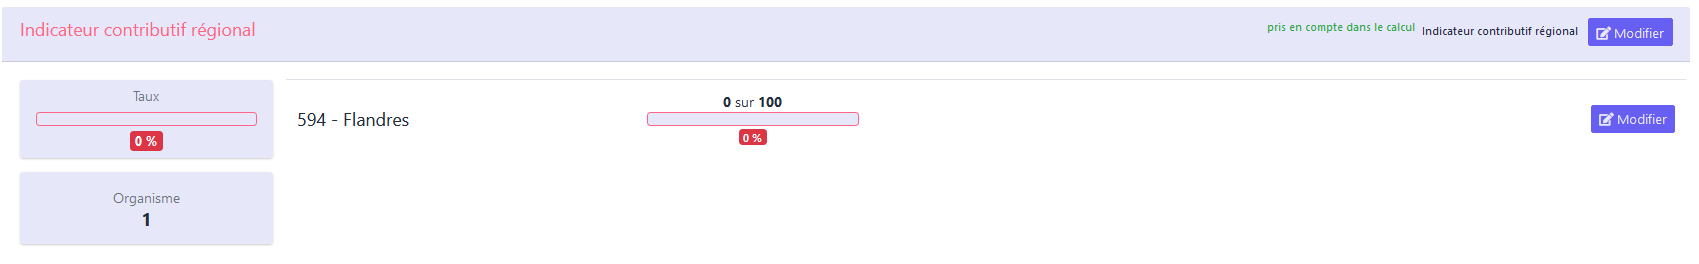 Indicateur contributif régional
pris en compte dans le calcul Indicateur contributif régional Modifier
Taux
0 %
Organisme
1
594 - Flandres
0 sur 100
0 %
Modifier